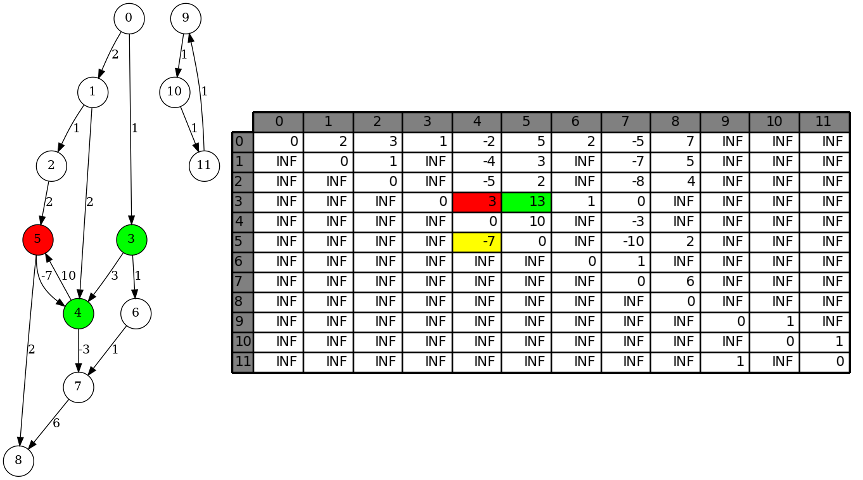 0
9
2
1
1
10
1
1
1
1
2
11
2
2
5
3
-7
10
3
1
4
6
2
-3
1
7
6
8
0 1 2 3 4 5 6 7 8 9 10 11
0 0 2 3 1 -2 5 2 -5 7 INF INF INF
1 INF 0 1 INF -4 3 INF -7 5 INF INF INF
2 INF INF 0 INF -5 2 INF -8 4 INF INF INF
3 INF INF INF 0 3 13 1 0 INF INF INF INF
4 INF INF INF INF 0 10 INF -3 INF INF INF INF
5 INF INF INF INF -7 0 INF -10 2 INF INF INF
6 INF INF INF INF INF INF 0 1 INF INF INF INF
7 INF INF INF INF INF INF INF 0 6 INF INF INF
8 INF INF INF INF INF INF INF INF 0 INF INF INF
9 INF INF INF INF INF INF INF INF INF 0 1 INF
10 INF INF INF INF INF INF INF INF INF INF 0 1
11 INF INF INF INF INF INF INF INF INF 1 INF 0